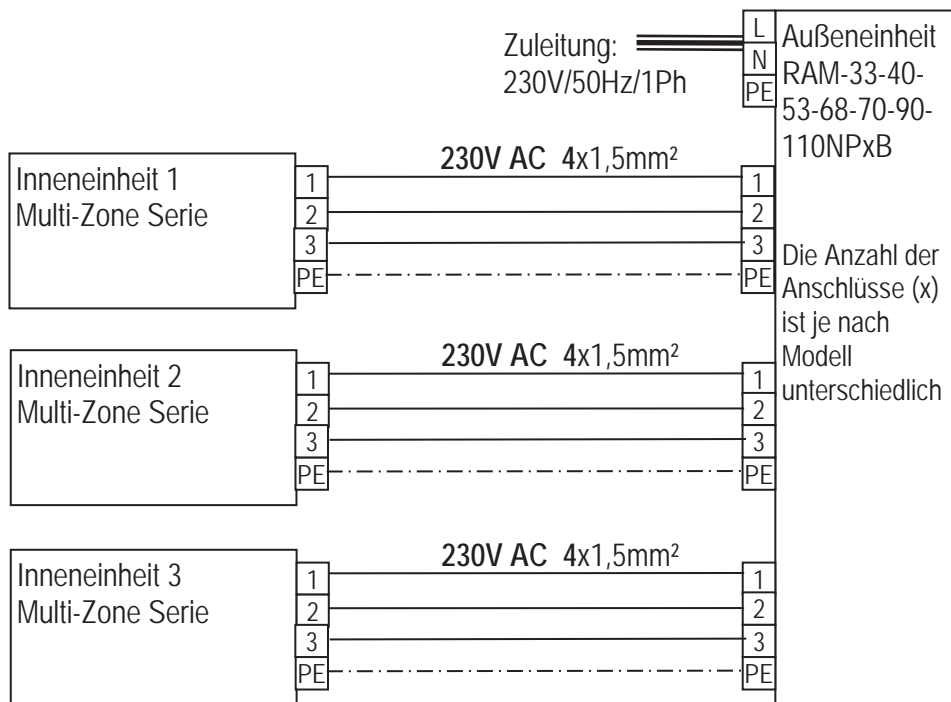 Zuleitung:
230V/50Hz/1Ph
L
N
PE
Außeneinheit
RAM-33-40-
53-68-70-90-
110NPxB
Die Anzahl der
Anschlüsse (x)
ist je nach
Modell
unterschiedlich
Inneneinheit 1
Multi-Zone Serie
230V AC 4x1,5mm²
1
2
3
PE
1
2
3
PE
Inneneinheit 2
Multi-Zone Serie
230V AC 4x1,5mm²
1
2
3
PE
1
2
3
PE
Inneneinheit 3
Multi-Zone Serie
230V AC 4x1,5mm²
1
2
3
PE
1
2
3
PE